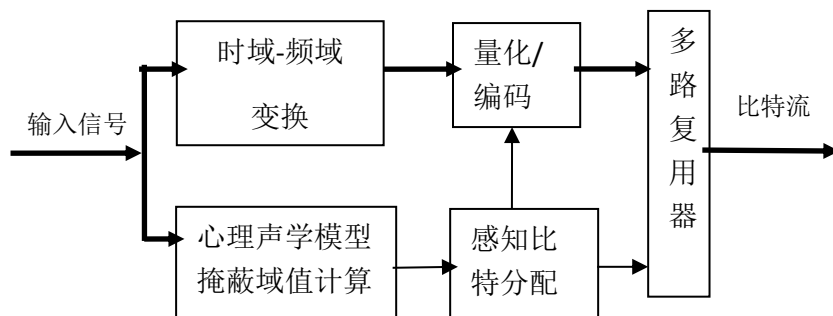 输入信号
时域-频域
变换
量化/
编码
心理声学模型
掩蔽域值计算
感知比
特分配
多路复用器
比特流